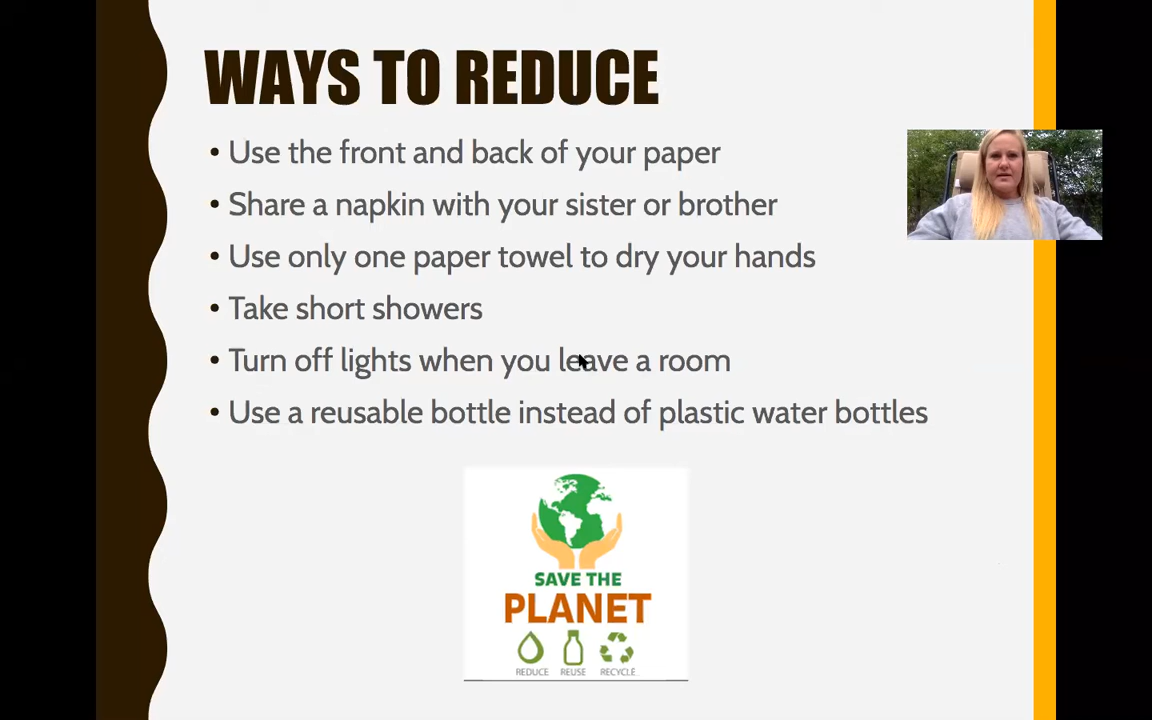 WAYS TO REDUCE
• Use the front and back of your paper
• Share a napkin with your sister or brother
• Use only one paper towel to dry your hands
• Take short showers
• Turn off lights when you leave a room
• Use a reusable bottle instead of plastic water bottles
SAVE THE
PLANET
REDUCE REUSE RECYCLE